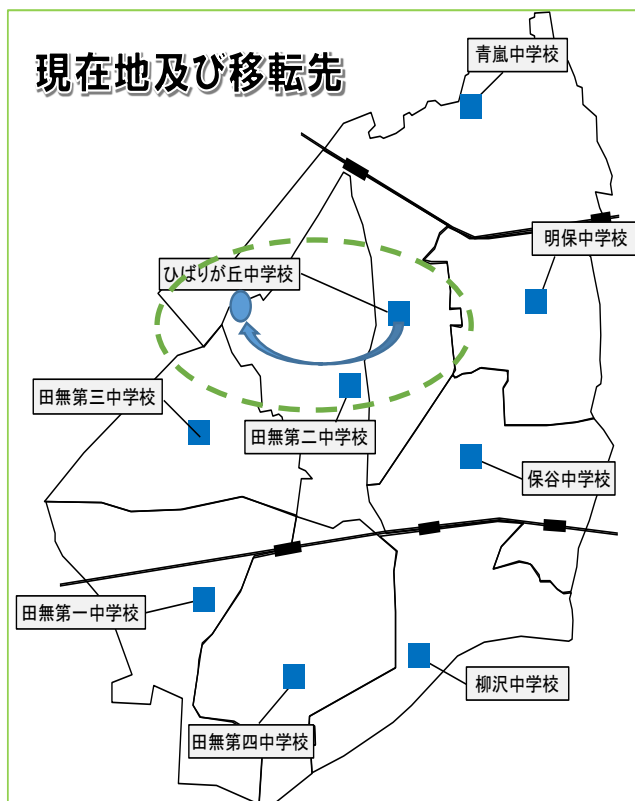 現在地及び移転先
青嵐中学校
明保中学校
ひばりが丘中学校
田無第三中学校
田無第二中学校
保谷中学校
田無第一中学校
柳沢中学校
田無第四中学校